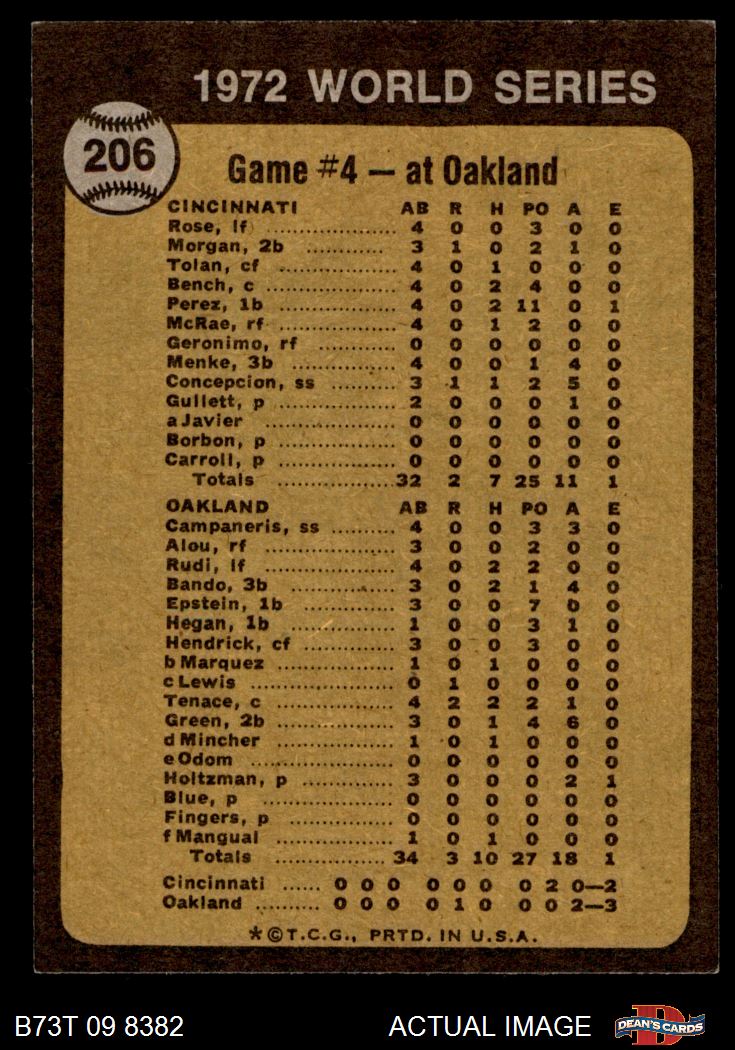 1972 WORLD SERIES
206
Game #4 — at Oakland
CINCINNATI AB R H PO A E
Rose, lf .................... 4 0 0 3 0 0
Morgan, 2b ............ 3 1 0 2 1 0
Tolan, cf .................. 4 0 1 0 0 0
Bench, c .................. 4 0 2 4 0 0
Perez, 1b ................ 4 0 2 11 0 1
McRae, rf ................ 4 0 1 2 0 0
Geronimo, rf ............ 0 0 0 0 0 0
Menke, 3b ................ 4 0 0 1 4 0
Concepcion, ss .......... 3 1 1 2 5 0
Gullett, p .................. 2 0 0 0 1 0
a Javier .................... 0 0 0 0 0 0
Borbon, p ................ 0 0 0 0 0 0
Carroll, p ................ 0 0 0 0 0 0
Totals .................. 32 2 7 25 11 1
OAKLAND AB R H PO A E
Campaneris, ss .......... 4 0 0 3 3 0
Alou, rf .................... 3 0 0 2 0 0
Rudi, lf .................... 4 0 2 2 0 0
Bando, 3b ................ 3 0 2 1 4 0
Epstein, 1b .............. 3 0 0 7 0 0
Hegan, 1b ................ 1 0 0 3 1 0
Hendrick, cf ............ 3 0 0 3 0 0
b Marquez ................ 1 0 1 0 0 0
c Lewis .................... 0 1 0 0 0 0
Tenace, c ................ 4 2 2 2 1 0
Green, 2b ................ 3 0 1 4 6 0
d Mincher ................ 1 0 1 0 0 0
e Odom .................... 0 0 0 0 0 0
Holtzman, p ............ 3 0 0 0 2 1
Blue, p .................... 0 0 0 0 0 0
Fingers, p ................ 0 0 0 0 0 0
f Mangual ................ 1 0 1 0 0 0
Totals ................ 34 3 10 27 18 1
Cincinnati ...... 0 0 0 0 0 0 0 2 0—2
Oakland .......... 0 0 0 0 1 0 0 0 2—3
*©T.C.G., PRTD. IN U.S.A.
B73T 09 8382 ACTUAL IMAGE
D
DEAN'S CARDS